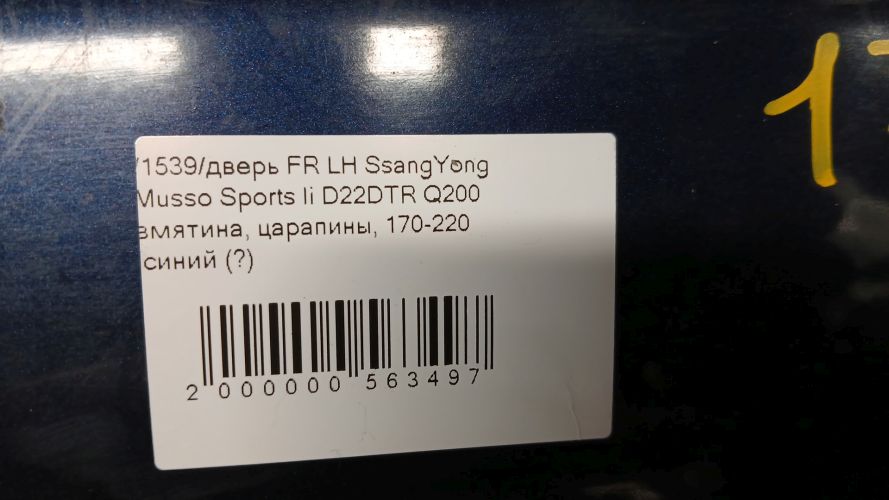 /1539/дверь FR LH SsangYong
Musso Sports Ii D22DTR Q200
вмятина, царапины, 170-220
синий (?)
2 000000 563497